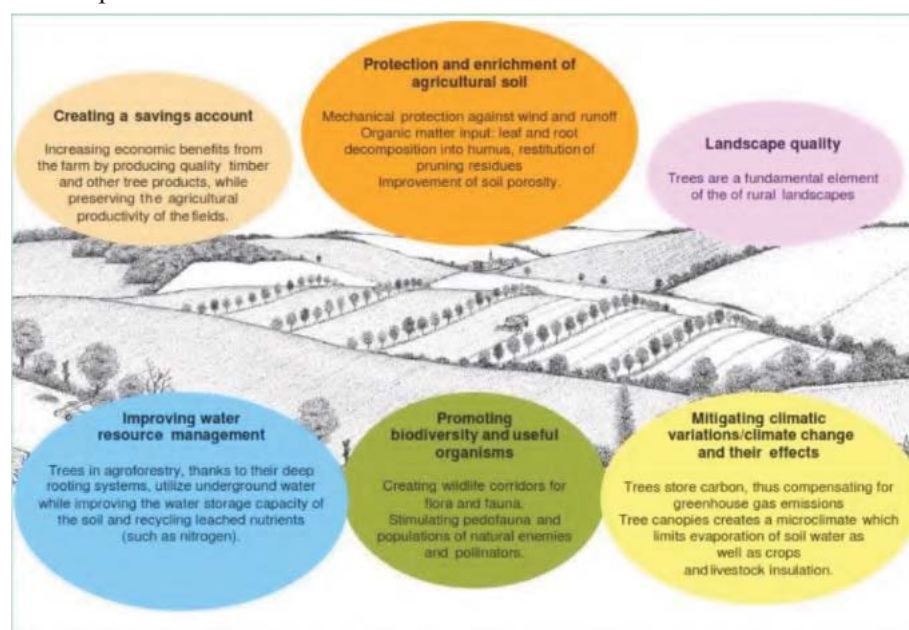 Creating a savings account
Increasing economic benefits from
the farm by producing quality timber
and other tree products, while
preserving the agricultural
productivity of the fields.
Protection and enrichment of
agricultural soil
Mechanical protection against wind and runoff
Organic matter input: leaf and root
decomposition into humus, restitution of
pruning residues
Improvement of soil porosity.
Landscape quality
Trees are a fundamental element
of the of rural landscapes
Improving water
resource management
Trees in agroforestry, thanks to their deep
rooting systems, utilize underground water
while improving the water storage capacity of
the soil and recycling leached nutrients
(such as nitrogen).
Promoting
biodiversity and useful
organisms
Creating wildlife corridors for
flora and fauna.
Stimulating pedofauna and
populations of natural enemies
and pollinators.
Mitigating climatic
variations/climate change
and their effects
Trees store carbon, thus compensating for
greenhouse gas emissions
Tree canopies creates a microclimate which
limits evaporation of soil water as
well as crops
and livestock insulation.